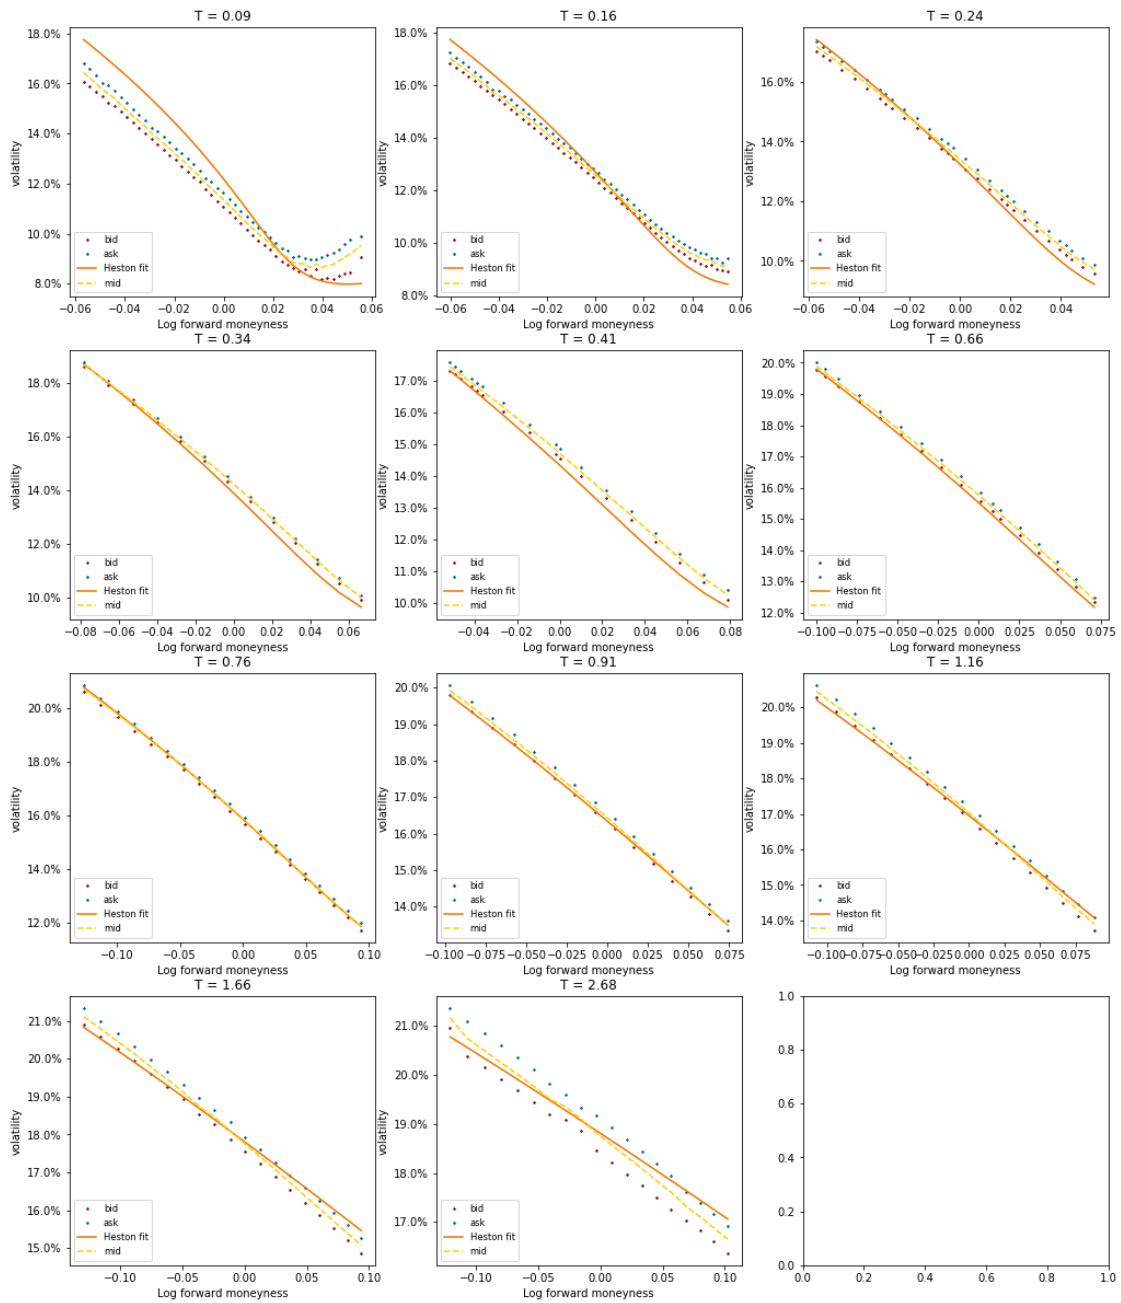 T = 0.09
18.0%
16.0%
14.0%
12.0%
10.0%
8.0%
volatility
bid
ask
Heston fit
mid
−0.06 −0.04 −0.02 0.00 0.02 0.04 0.06
Log forward moneyness
T = 0.16
18.0%
16.0%
14.0%
12.0%
10.0%
8.0%
volatility
bid
ask
Heston fit
mid
−0.06 −0.04 −0.02 0.00 0.02 0.04 0.06
Log forward moneyness
T = 0.24
16.0%
14.0%
12.0%
10.0%
volatility
bid
ask
Heston fit
mid
−0.06 −0.04 −0.02 0.00 0.02 0.04
Log forward moneyness
T = 0.34
18.0%
16.0%
14.0%
12.0%
10.0%
volatility
bid
ask
Heston fit
mid
−0.08 −0.06 −0.04 −0.02 0.00 0.02 0.04 0.06
Log forward moneyness
T = 0.41
17.0%
16.0%
15.0%
14.0%
13.0%
12.0%
11.0%
10.0%
volatility
bid
ask
Heston fit
mid
−0.04 −0.02 0.00 0.02 0.04 0.06 0.08
Log forward moneyness
T = 0.66
20.0%
19.0%
18.0%
17.0%
16.0%
15.0%
14.0%
13.0%
12.0%
volatility
bid
ask
Heston fit
mid
−0.100 −0.075 −0.050 −0.025 0.000 0.025 0.050 0.075
Log forward moneyness
T = 0.76
20.0%
18.0%
16.0%
14.0%
12.0%
volatility
bid
ask
Heston fit
mid
−0.10 −0.05 0.00 0.05 0.10
Log forward moneyness
T = 0.91
20.0%
19.0%
18.0%
17.0%
16.0%
15.0%
14.0%
volatility
bid
ask
Heston fit
mid
−0.100 −0.075 −0.050 −0.025 0.000 0.025 0.050 0.075
Log forward moneyness
T = 1.16
20.0%
19.0%
18.0%
17.0%
16.0%
15.0%
14.0%
volatility
bid
ask
Heston fit
mid
−0.100 −0.075 −0.050 −0.025 0.000 0.025 0.050 0.075
Log forward moneyness
T = 1.66
21.0%
20.0%
19.0%
18.0%
17.0%
16.0%
15.0%
volatility
bid
ask
Heston fit
mid
−0.10 −0.05 0.00 0.05 0.10
Log forward moneyness
T = 2.68
21.0%
20.0%
19.0%
18.0%
17.0%
volatility
bid
ask
Heston fit
mid
−0.10 −0.05 0.00 0.05 0.10
Log forward moneyness
1.0
0.8
0.6
0.4
0.2
0.0
0.0 0.2 0.4 0.6 0.8 1.0